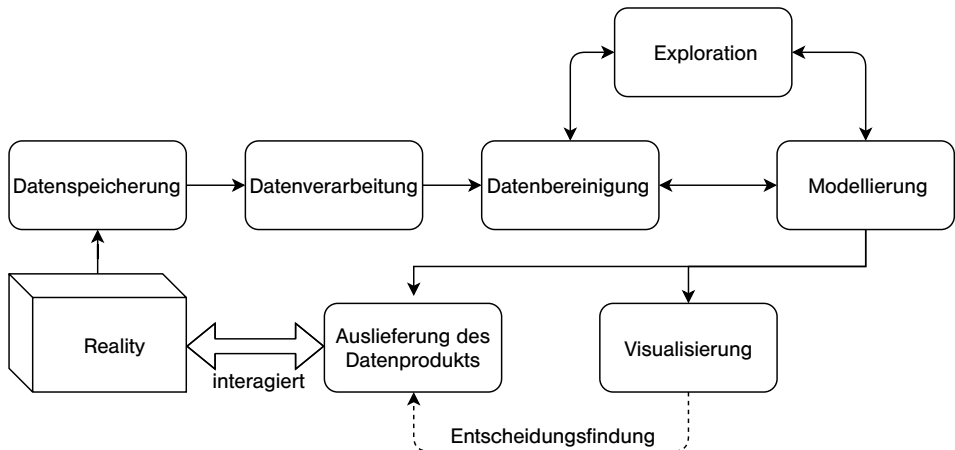 Exploration
Datenspeicherung
Datenverarbeitung
Datenbereinigung
Modellierung
Reality
interagiert
Auslieferung des
Datenprodukts
Visualisierung
Entscheidungsfindung